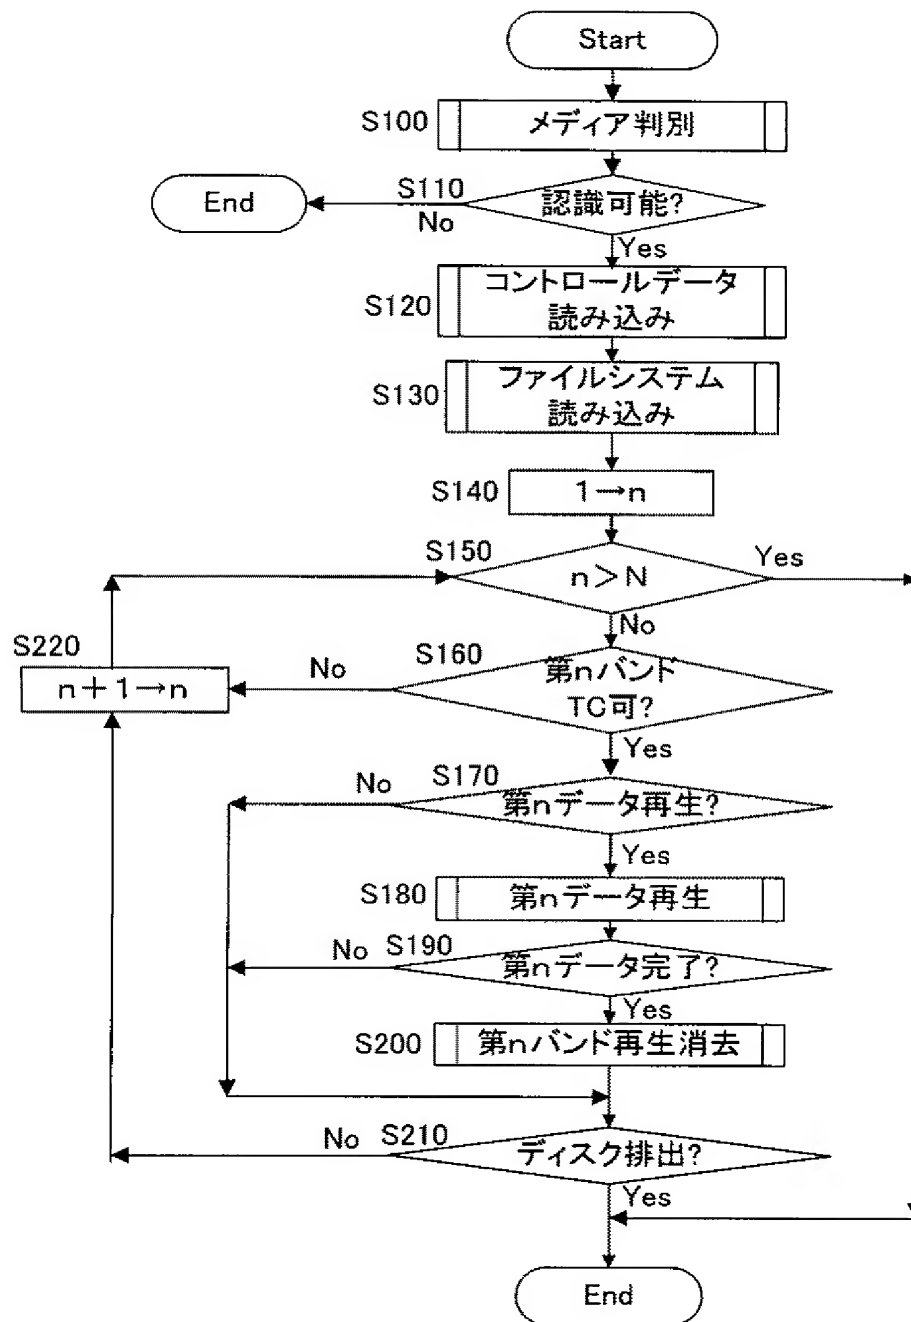 Start
S100
メディア判別
S110
認識可能?
No
End
Yes
S120
コントロールデータ
読み込み
S130
ファイルシステム
読み込み
S140
1→n
S150
n>N
Yes
No
S220
n+1→n
S160
No
第nバンド
TC可?
Yes
S170
No
第nデータ再生?
Yes
S180
第nデータ再生
S190
No
第nデータ完了?
Yes
S200
第nバンド再生消去
S210
No
ディスク排出?
Yes
End